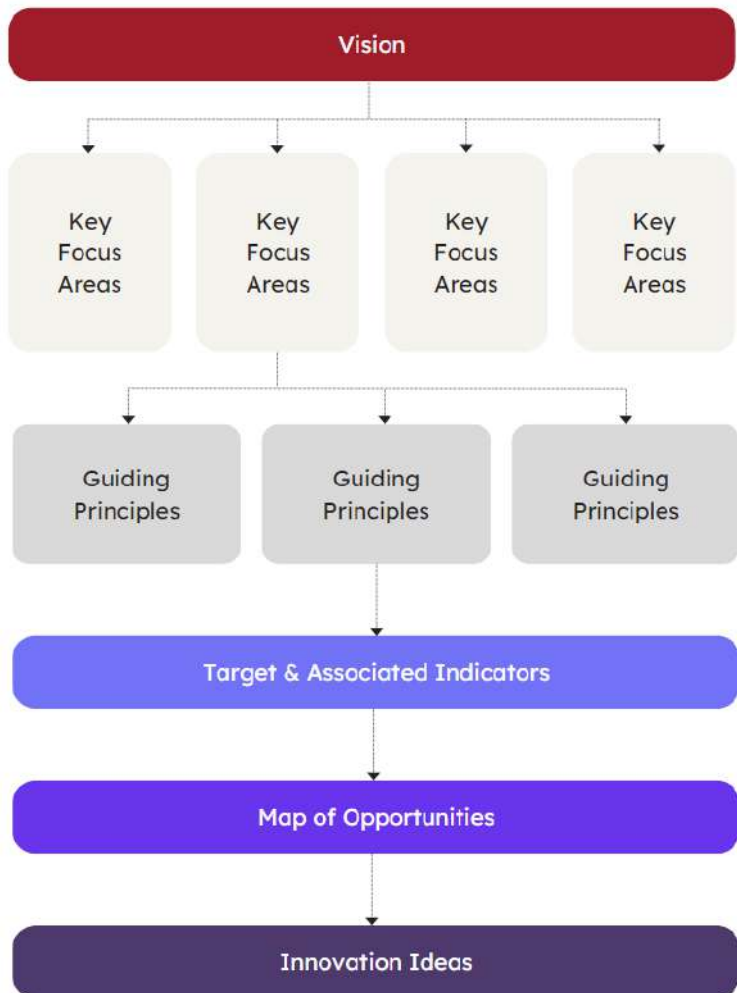 Vision
Key
Focus
Areas
Key
Focus
Areas
Key
Focus
Areas
Key
Focus
Areas
Guiding
Principles
Guiding
Principles
Guiding
Principles
Target & Associated Indicators
Map of Opportunities
Innovation Ideas